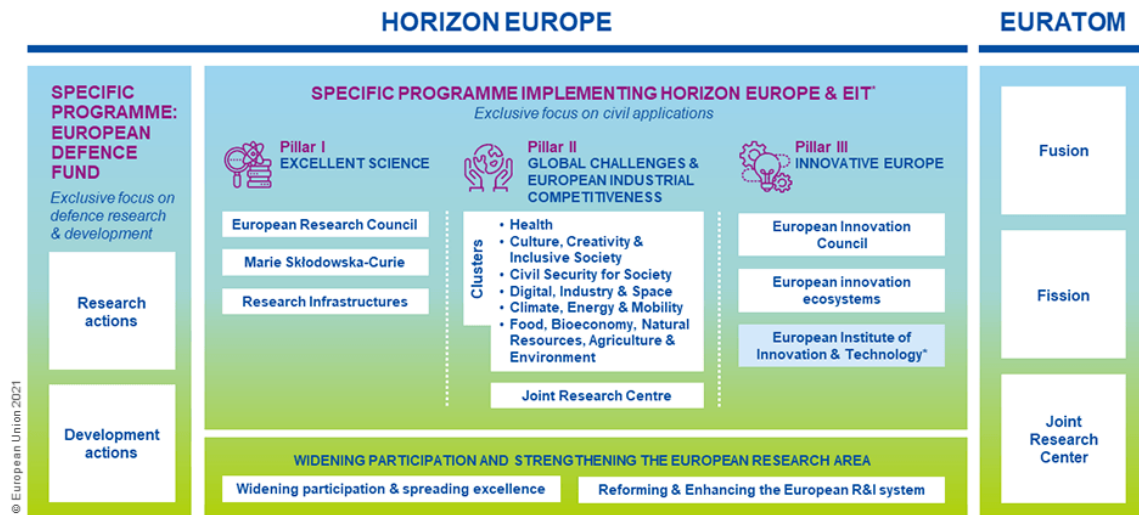 HORIZON EUROPE
EURATOM
SPECIFIC
PROGRAMME:
EUROPEAN
DEFENCE
FUND
Exclusive focus on
defence research
& development
Research
actions
Development
actions
SPECIFIC PROGRAMME IMPLEMENTING HORIZON EUROPE & EIT*
Exclusive focus on civil applications
Pillar I
EXCELLENT SCIENCE
European Research Council
Marie Skłodowska-Curie
Research Infrastructures
Pillar II
GLOBAL CHALLENGES &
EUROPEAN INDUSTRIAL
COMPETITIVENESS
Clusters
• Health
• Culture, Creativity &
Inclusive Society
• Civil Security for Society
• Digital, Industry & Space
• Climate, Energy & Mobility
• Food, Bioeconomy, Natural
Resources, Agriculture &
Environment
Joint Research Centre
Pillar III
INNOVATIVE EUROPE
European Innovation
Council
European innovation
ecosystems
European Institute of
Innovation & Technology*
WIDENING PARTICIPATION AND STRENGTHENING THE EUROPEAN RESEARCH AREA
Widening participation & spreading excellence
Reforming & Enhancing the European R&I system
Fusion
Fission
Joint
Research
Center
© European Union 2021